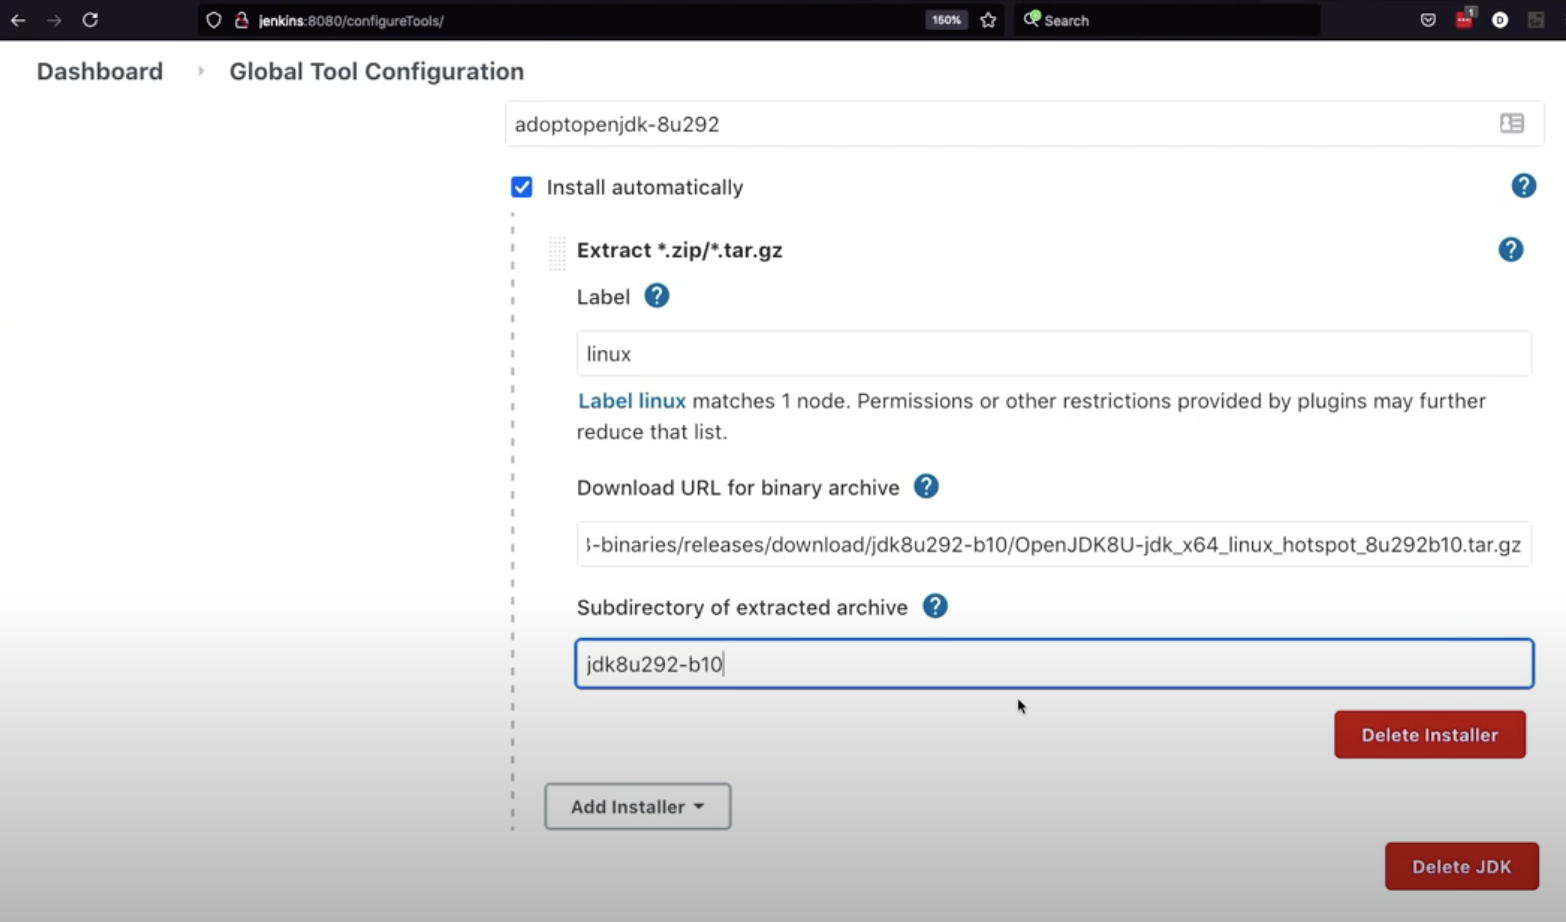 jenkins:8080/configureTools/
150%
Search
1
D
Dashboard
Global Tool Configuration
adoptopenjdk-8u292
Install automatically
?
Extract *.zip/*.tar.gz
?
Label ?
linux
Label linux matches 1 node. Permissions or other restrictions provided by plugins may further
reduce that list.
Download URL for binary archive ?
-binaries/releases/download/jdk8u292-b10/OpenJDK8U-jdk_x64_linux_hotspot_8u292b10.tar.gz
Subdirectory of extracted archive ?
jdk8u292-b10
Delete Installer
Add Installer
Delete JDK